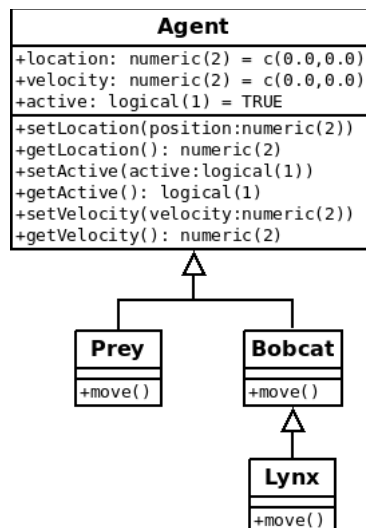 Agent
+location: numeric(2) = c(0.0,0.0)
+velocity: numeric(2) = c(0.0,0.0)
+active: logical(1) = TRUE
+setLocation(position:numeric(2))
+getLocation(): numeric(2)
+setActive(active:logical(1))
+getActive(): logical(1)
+setVelocity(velocity:numeric(2))
+getVelocity(): numeric(2)
Prey
+move()
Bobcat
+move()
Lynx
+move()